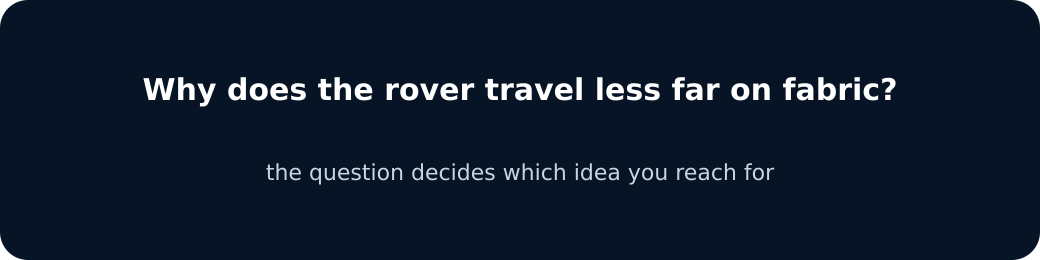 Why does the rover travel less far on fabric?
the question decides which idea you reach for